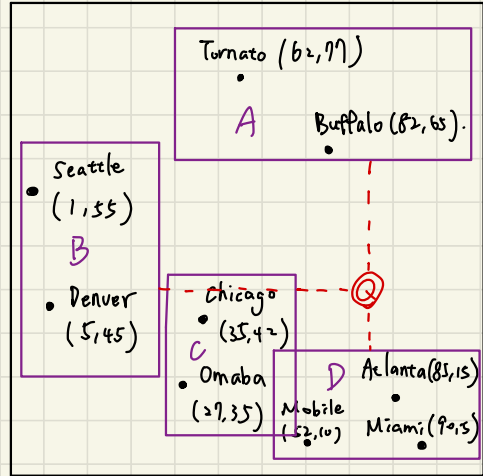 Tornato (62,77)
A
Buffalo (82,65).
Seattle
(1,55)
B
Denver
(5,45)
Q
Chicago
(35,42)
C
Omaba
(27,35)
D
Atlanta (85,15)
Mobile
(52,10)
Miami (90,5)